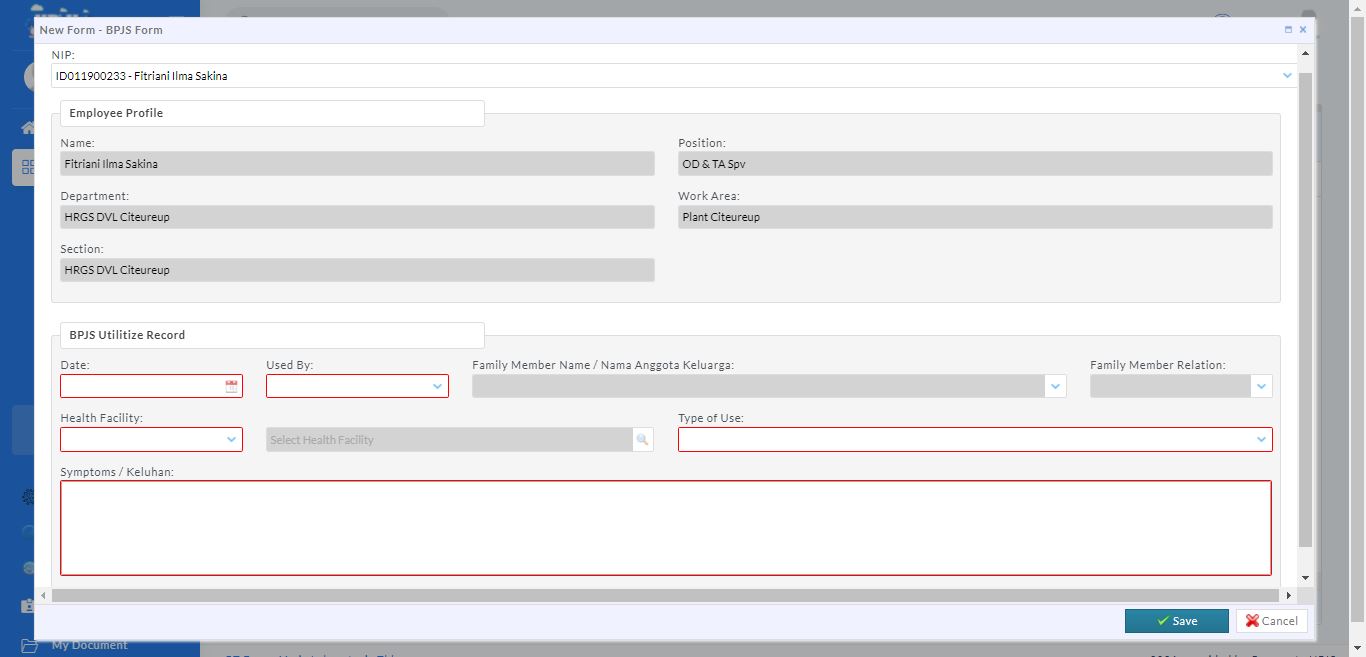 New Form - BPJS Form
NIP:
ID011900233 - Fitriani Ilma Sakina
Employee Profile
Name:
Position:
Fitriani Ilma Sakina
OD & TA Spv
Department:
Work Area:
HRGS DVL Citeureup
Plant Citeureup
Section:
HRGS DVL Citeureup
BPJS Utilitize Record
Date:
Used By:
Family Member Name / Nama Anggota Keluarga:
Family Member Relation:
Health Facility:
Type of Use:
Select Health Facility
Symptoms / Keluhan:
Save
Cancel
My Document